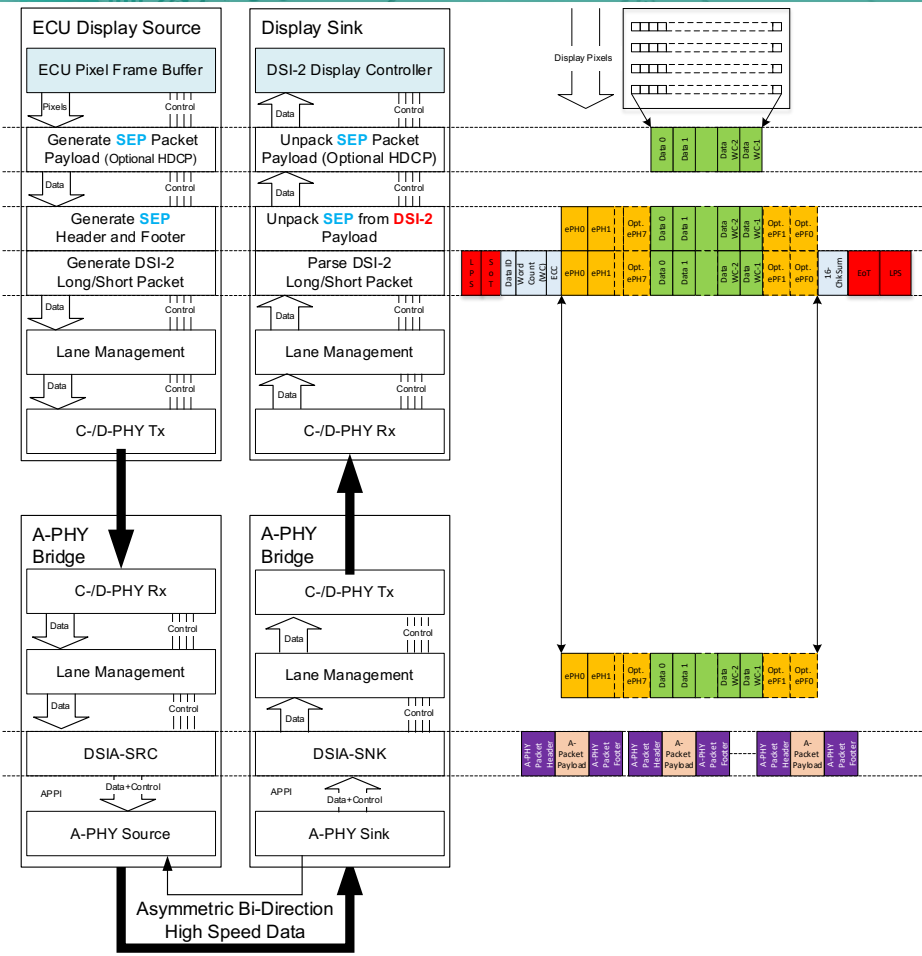 ECU Display Source
ECU Pixel Frame Buffer
Pixels
Control
Generate SEP Packet
Payload (Optional HDCP)
Data
Control
Generate SEP
Header and Footer
Generate DSI-2
Long/Short Packet
Data
Control
Lane Management
Data
Control
C-/D-PHY Tx
Display Sink
DSI-2 Display Controller
Data
Control
Unpack SEP Packet
Payload (Optional HDCP)
Data
Control
Unpack SEP from DSI-2
Payload
Parse DSI-2
Long/Short Packet
Data
Control
Lane Management
Data
Control
C-/D-PHY Rx
A-PHY
Bridge
C-/D-PHY Rx
Data
Control
Lane Management
Data
Control
DSIA-SRC
APPI
Data+Control
A-PHY Source
A-PHY
Bridge
C-/D-PHY Tx
Data
Control
Lane Management
Data
Control
DSIA-SNK
APPI
Data+Control
A-PHY Sink
Asymmetric Bi-Direction
High Speed Data
Display Pixels
Data 0
Data 1
Data
WC-2
Data
WC-1
ePH0
ePH1
Opt.
ePH7
Data 0
Data 1
Data
WC-2
Data
WC-1
Opt.
ePF1
Opt.
ePF0
LPS
SoT
Data ID
Word
Count
(WC)
ECC
ePH0
ePH1
Opt.
ePH7
Data 0
Data 1
Data
WC-2
Data
WC-1
Opt.
ePF1
Opt.
ePF0
16-
ChkSum
EoT
LPS
ePH0
ePH1
Opt.
ePH7
Data 0
Data 1
Data
WC-2
Data
WC-1
Opt.
ePF1
Opt.
ePF0
A-PHY
Packet
Header
A-
Packet
Payload
A-PHY
Packet
Footer
A-PHY
Packet
Header
A-
Packet
Payload
A-PHY
Packet
Footer
A-PHY
Packet
Header
A-
Packet
Payload
A-PHY
Packet
Footer